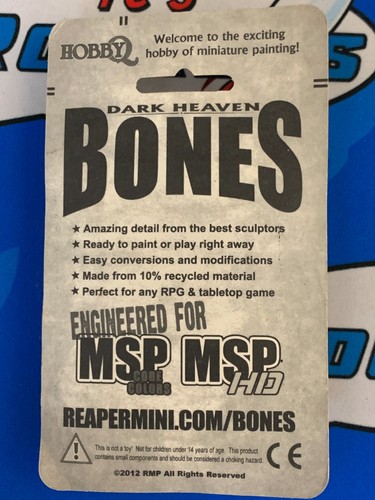 HOBBYQ
Welcome to the exciting
hobby of miniature painting!
DARK HEAVEN
BONES
★ Amazing detail from the best sculptors
★ Ready to paint or play right away
★ Easy conversions and modifications
★ Made from 10% recycled material
★ Perfect for any RPG & tabletop game
ENGINEERED FOR
MSP CORE COLORS MSP HD
REAPERMINI.COM/BONES
This is not a toy! Not for children under 14 years of age. This product
contains small components and should be considered a choking hazard.
CE
©2012 RMP All Rights Reserved